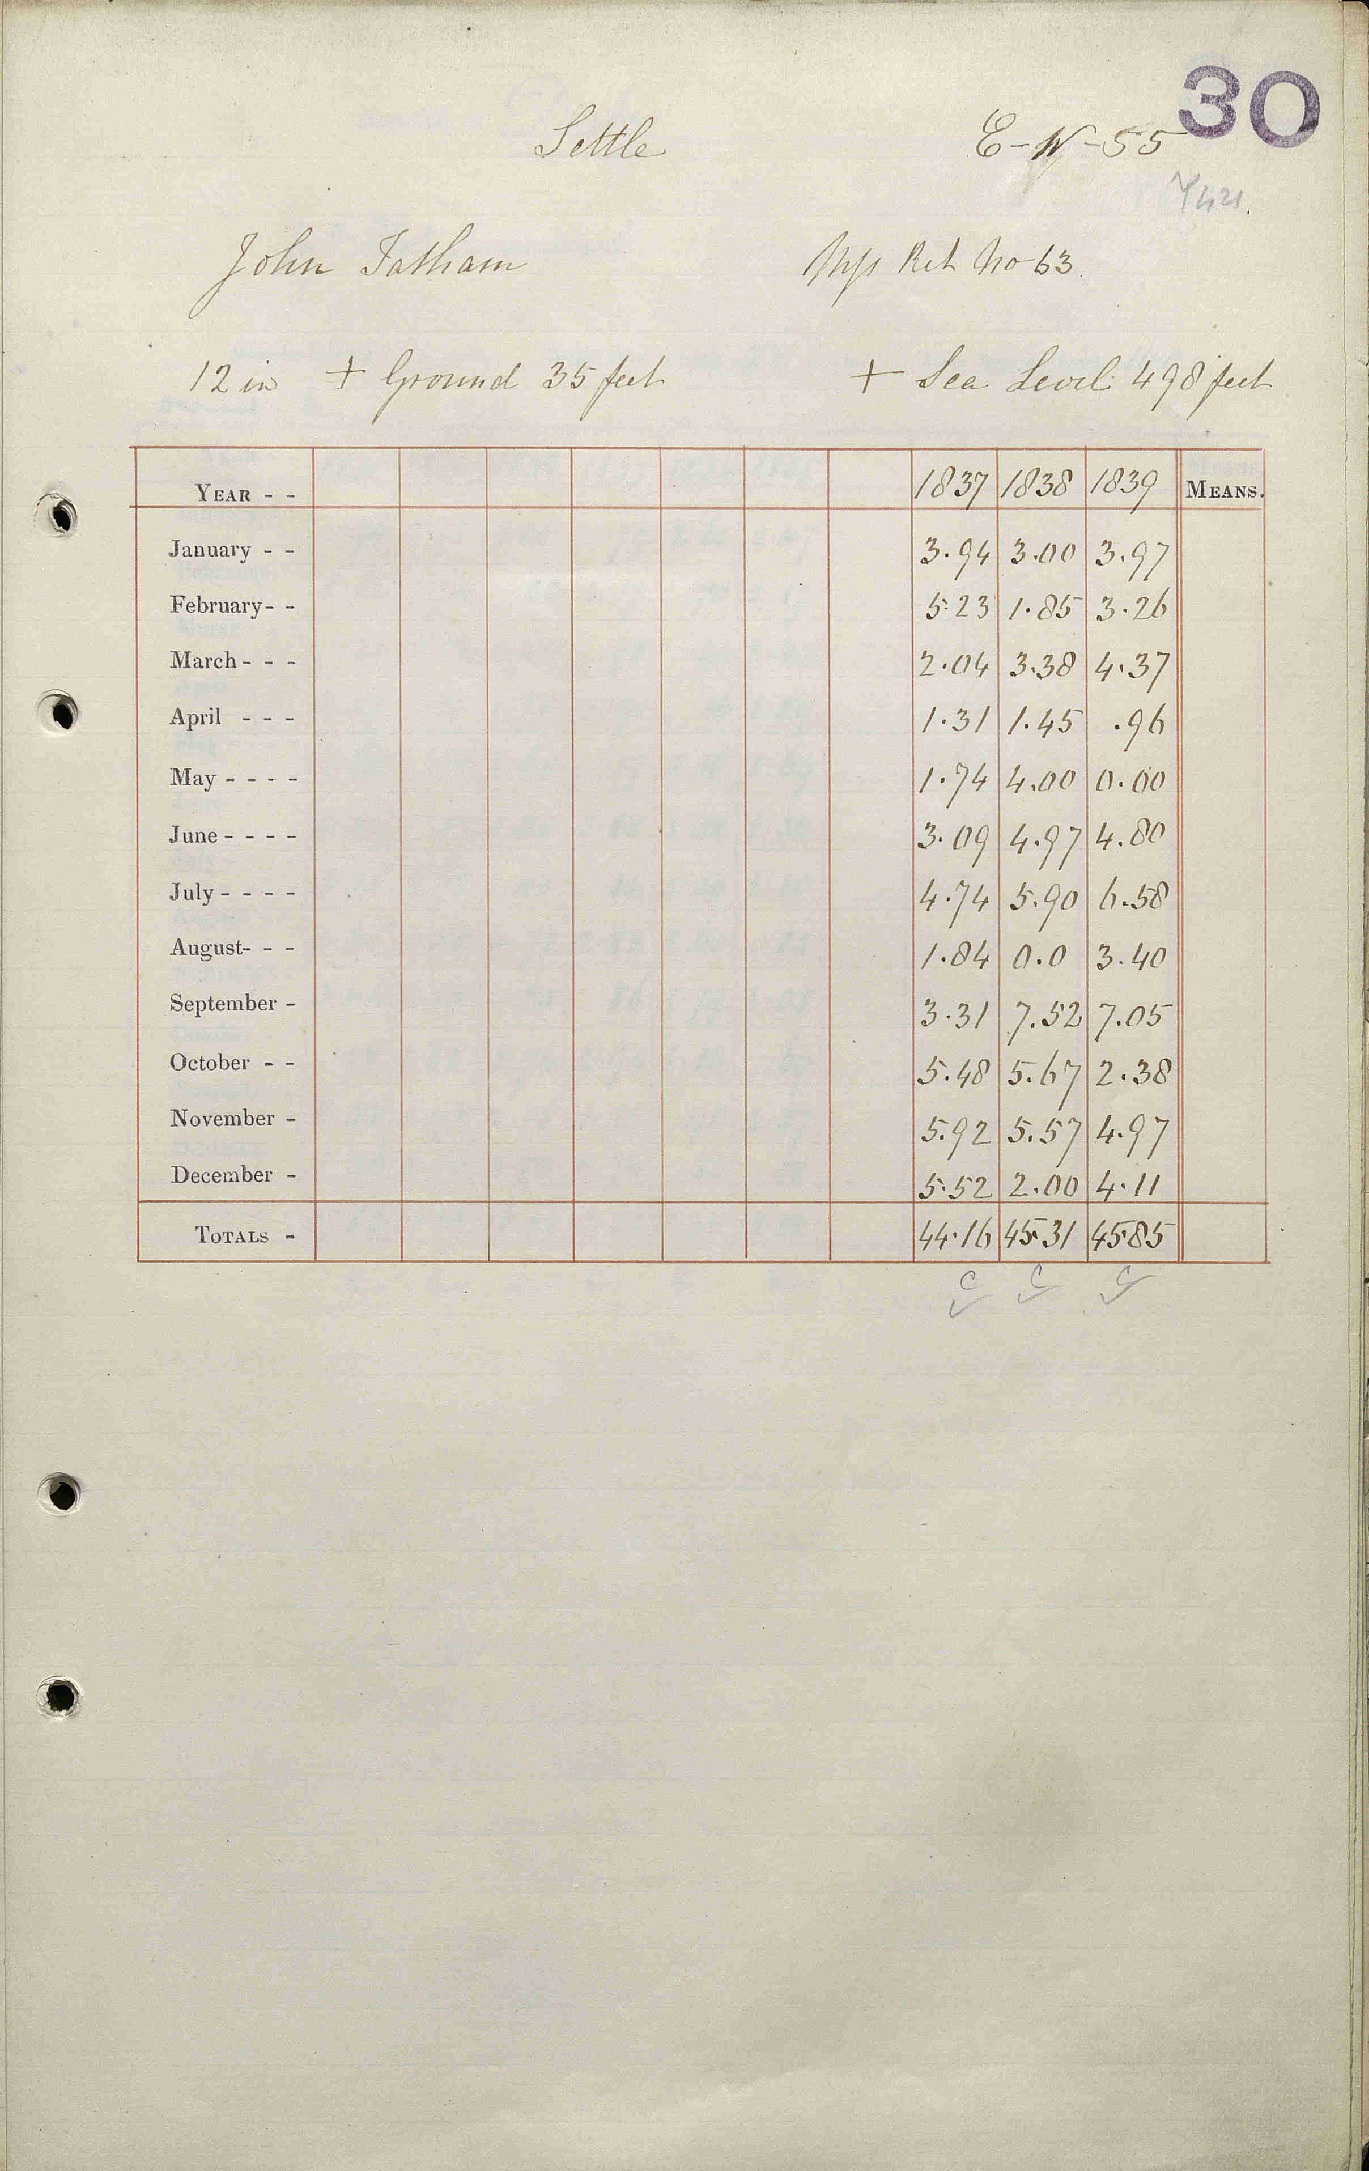 30
Settle E-W-55
John Tatham Mss Ret No 63
12 in + Ground 35 feet + Sea Level 498 feet
YEAR - - 1837 1838 1839 MEANS.
January - - 3.94 3.00 3.97
February - - 5.23 1.85 3.26
March - - - 2.04 3.38 4.37
April - - - 1.31 1.45 .96
May - - - - 1.74 4.00 0.00
June - - - - 3.09 4.97 4.80
July - - - - 4.74 5.90 6.58
August - - - 1.84 0.0 3.40
September - 3.31 7.52 7.05
October - - 5.48 5.67 2.38
November - 5.92 5.57 4.97
December - 5.52 2.00 4.11
TOTALS - 44.16 45.31 45.85
C C C